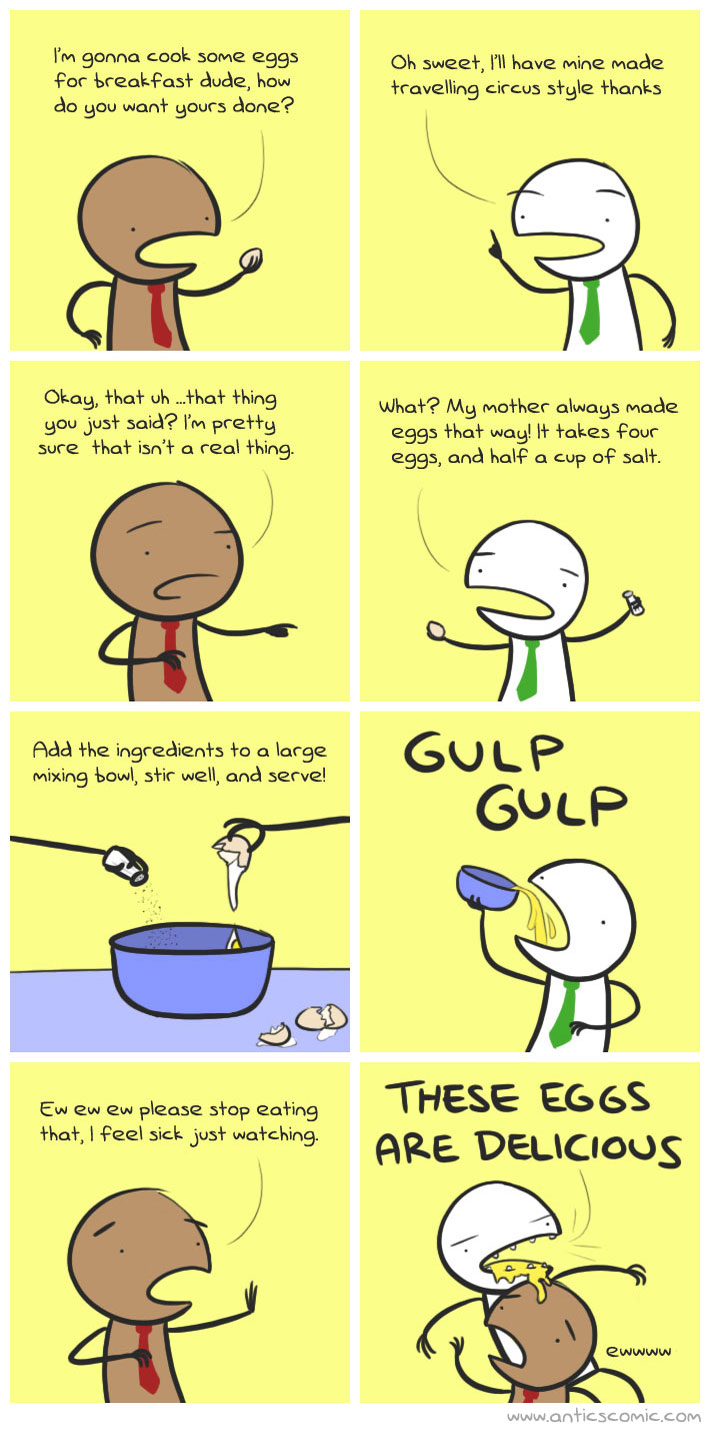 I'm gonna cook some eggs
for breakfast dude, how
do you want yours done?
Oh sweet, I'll have mine made
travelling circus style thanks
Okay, that uh ...that thing
you just said? I'm pretty
sure that isn't a real thing.
What? My mother always made
eggs that way! It takes four
eggs, and half a cup of salt.
Add the ingredients to a large
mixing bowl, stir well, and serve!
GULP
GULP
Ew ew ew please stop eating
that, I feel sick just watching.
THESE EGGS
ARE DELICIOUS
ewwww
www.anticscomic.com